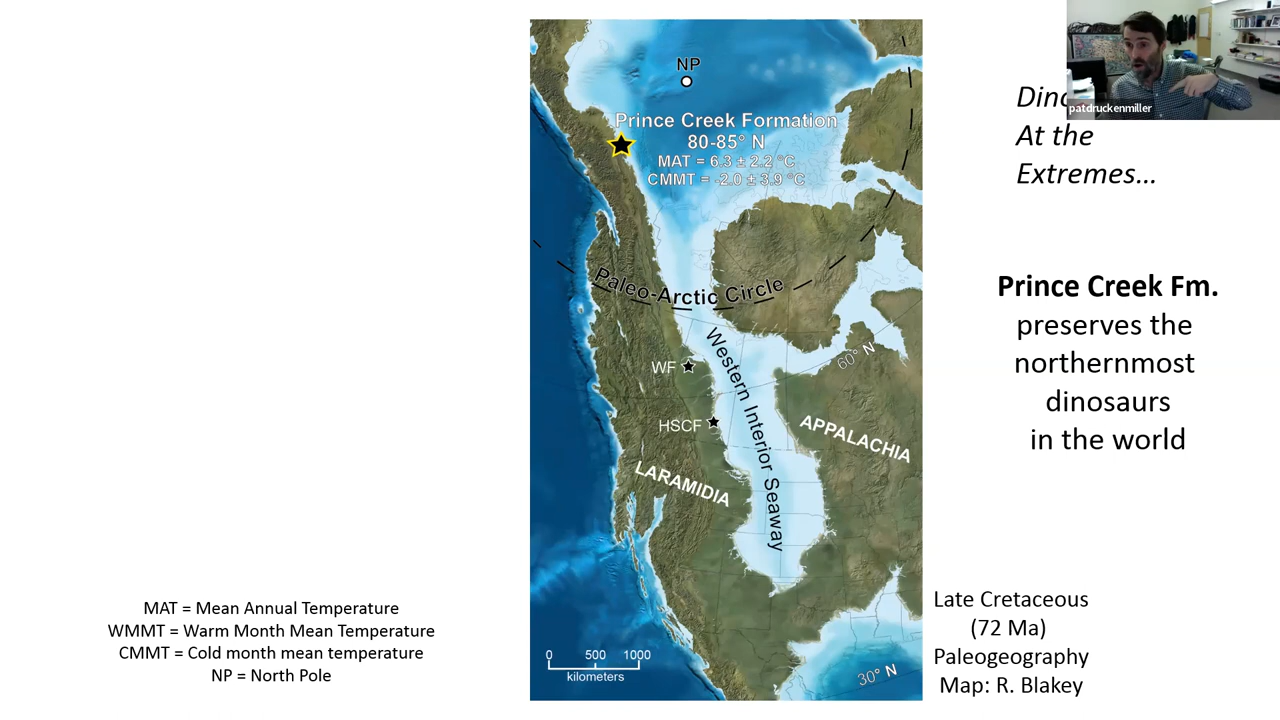 NP
Prince Creek Formation
80-85° N
MAT = 6.3 ± 2.2 °C
CMMT = -2.0 ± 3.9 °C
Paleo-Arctic Circle
Western Interior Seaway
60° N
WF
HSCF
APPALACHIA
LARAMIDIA
0 500 1000
kilometers
30° N
patdruckenmiller
At the
Extremes...
Prince Creek Fm.
preserves the
northernmost
dinosaurs
in the world
MAT = Mean Annual Temperature
WMMT = Warm Month Mean Temperature
CMMT = Cold month mean temperature
NP = North Pole
Late Cretaceous
(72 Ma)
Paleogeography
Map: R. Blakey